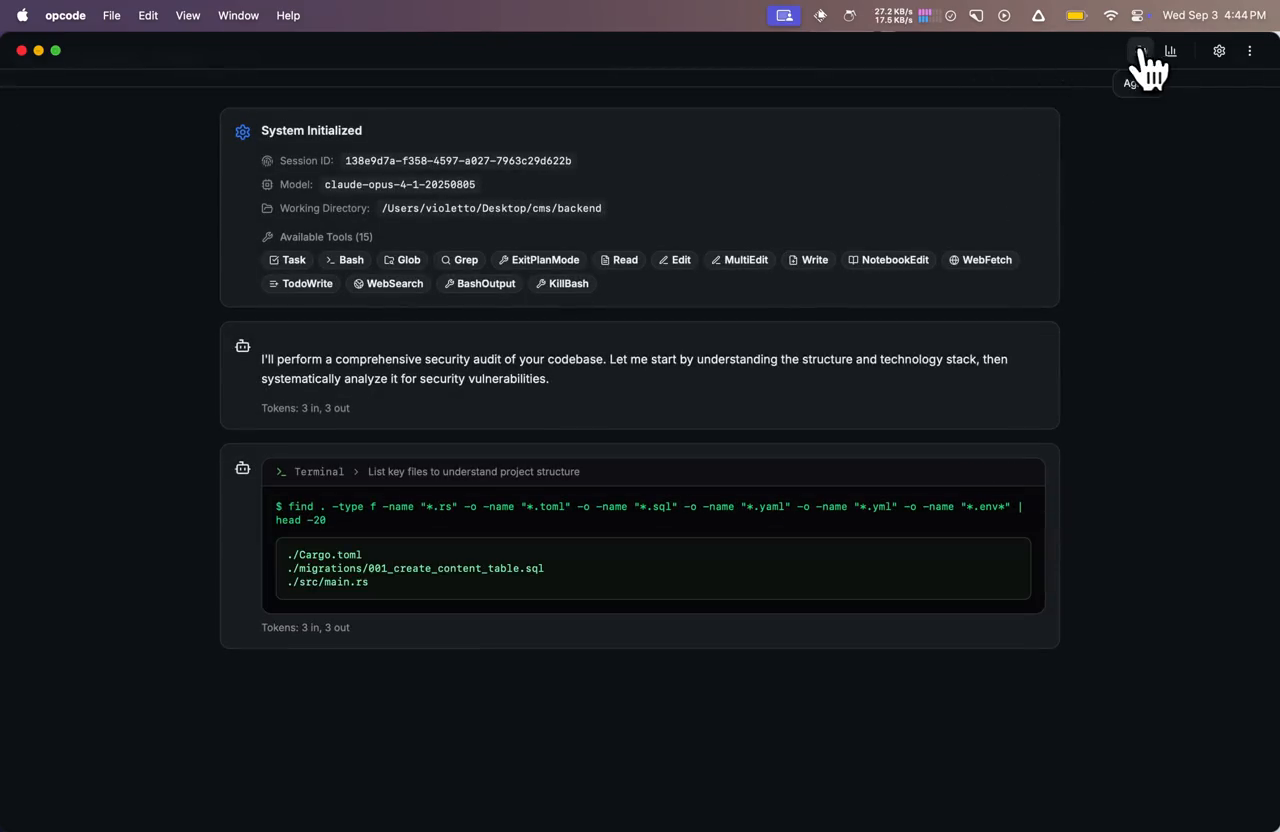 opcode File Edit View Window Help
27.2 KB/s
17.5 KB/s
Wed Sep 3 4:44 PM
System Initialized
Session ID: 138e9d7a-f358-4597-a027-7963c29d622b
Model: claude-opus-4-1-20250805
Working Directory: /Users/violetto/Desktop/cms/backend
Available Tools (15)
Task Bash Glob Grep ExitPlanMode Read Edit MultiEdit Write NotebookEdit WebFetch
TodoWrite WebSearch BashOutput KillBash
I'll perform a comprehensive security audit of your codebase. Let me start by understanding the structure and technology stack, then
systematically analyze it for security vulnerabilities.
Tokens: 3 in, 3 out
>_ Terminal > List key files to understand project structure
$ find . -type f -name "*.rs" -o -name "*.toml" -o -name "*.sql" -o -name "*.yaml" -o -name "*.yml" -o -name "*.env*" |
head -20
./Cargo.toml
./migrations/001_create_content_table.sql
./src/main.rs
Tokens: 3 in, 3 out